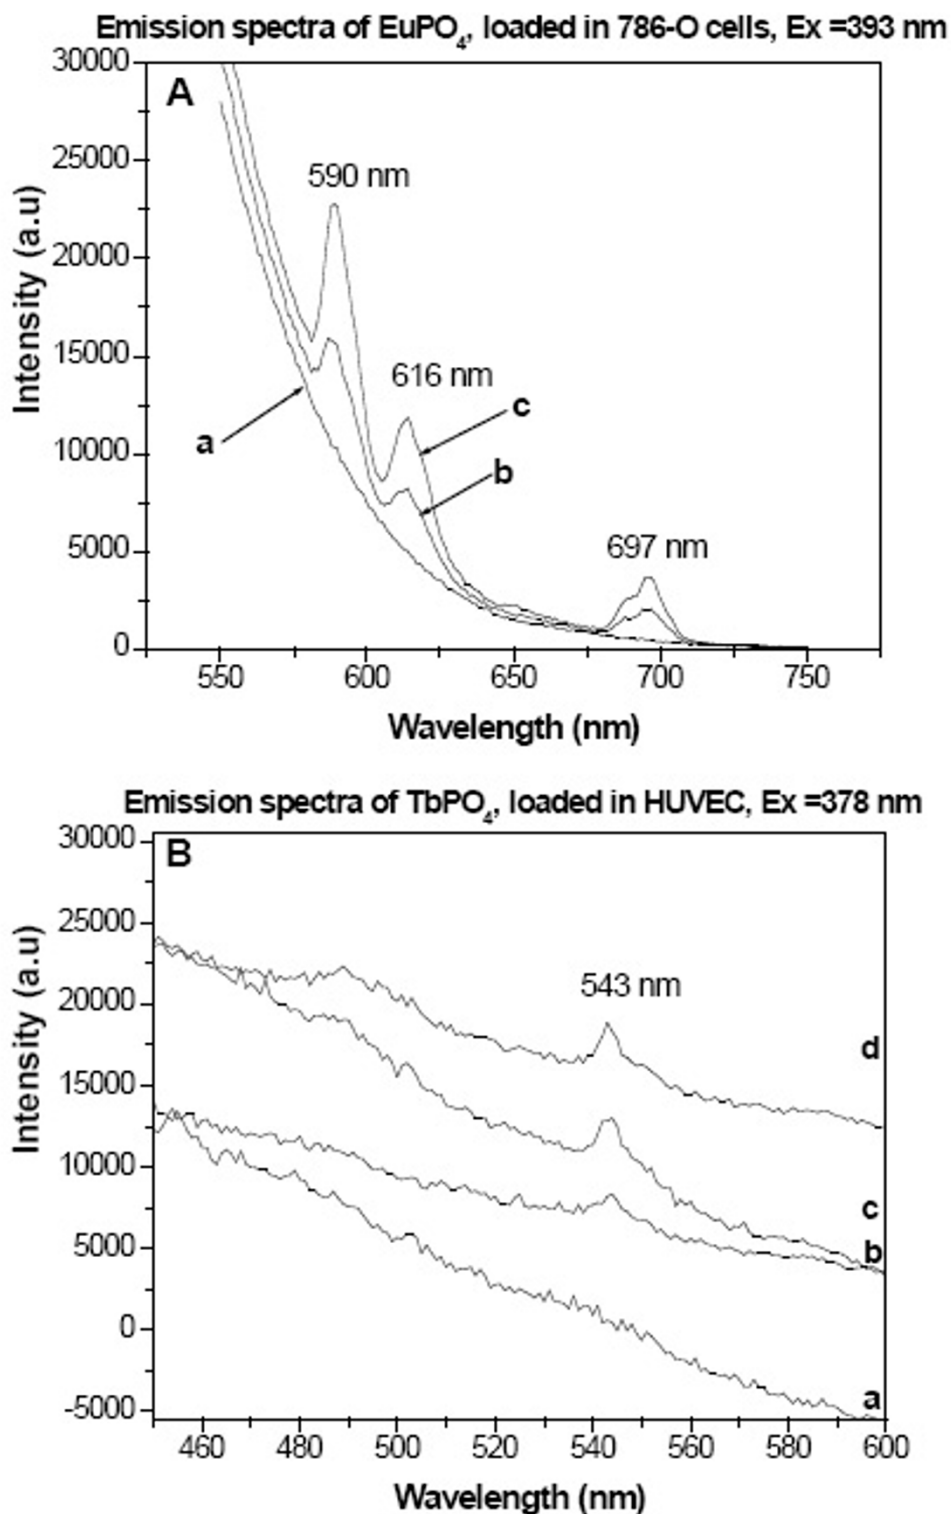 Emission spectra of EuPO4, loaded in 786-O cells, Ex =393 nm
A
30000
25000
20000
15000
10000
5000
0
Intensity (a.u)
590 nm
616 nm
697 nm
a
c
b
550
600
650
700
750
Wavelength (nm)
Emission spectra of TbPO4, loaded in HUVEC, Ex =378 nm
B
30000
25000
20000
15000
10000
5000
0
-5000
Intensity (a.u)
543 nm
d
c
b
a
460
480
500
520
540
560
580
600
Wavelength (nm)